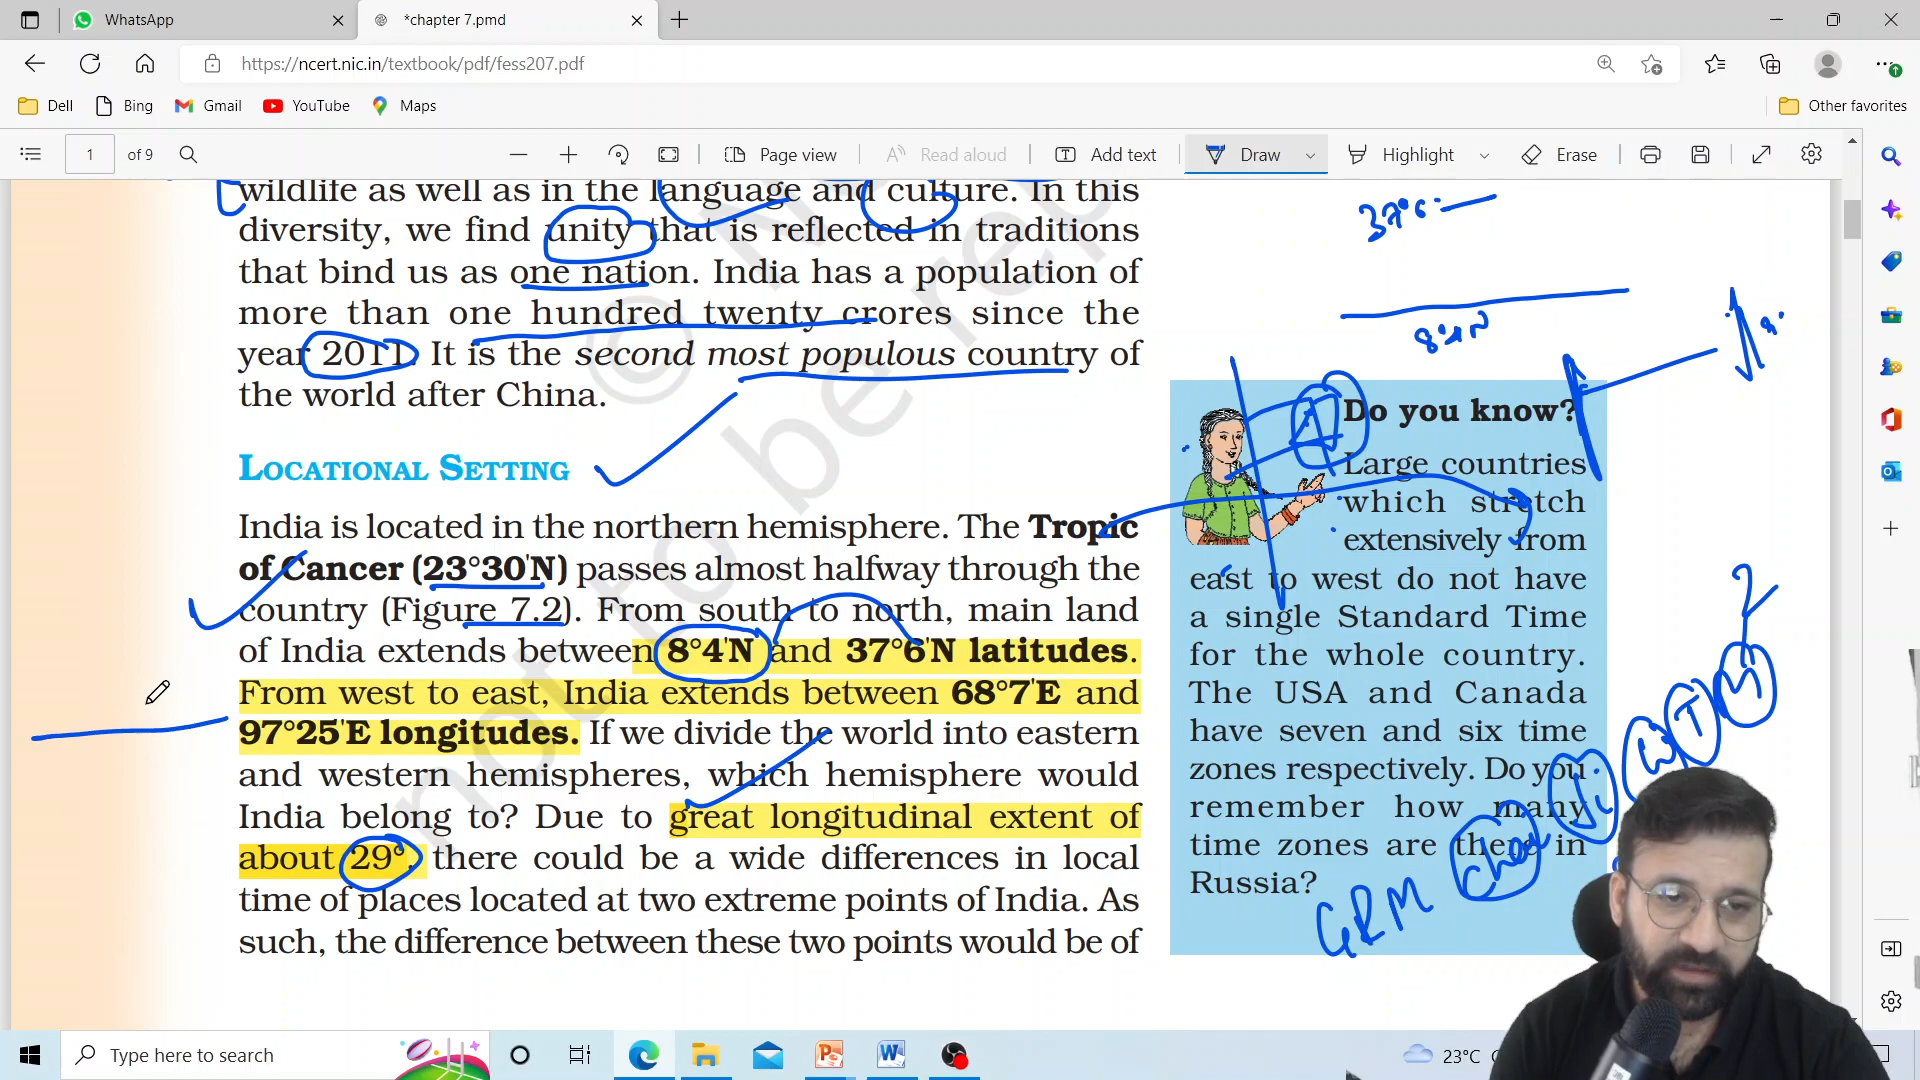 WhatsApp
*chapter 7.pmd
https://ncert.nic.in/textbook/pdf/fess207.pdf
Dell
Bing
Gmail
YouTube
Maps
Other favorites
1 of 9
Page view
Read aloud
Add text
Draw
Highlight
Erase
wildlife as well as in the language and culture. In this
diversity, we find unity that is reflected in traditions
that bind us as one nation. India has a population of
more than one hundred twenty crores since the
year 2011. It is the second most populous country of
the world after China.
LOCATIONAL SETTING
India is located in the northern hemisphere. The Tropic
of Cancer (23°30'N) passes almost halfway through the
country (Figure 7.2). From south to north, main land
of India extends between 8°4'N and 37°6'N latitudes.
From west to east, India extends between 68°7'E and
97°25'E longitudes. If we divide the world into eastern
and western hemispheres, which hemisphere would
India belong to? Due to great longitudinal extent of
about 29°, there could be a wide differences in local
time of places located at two extreme points of India. As
such, the difference between these two points would be of
37°6'
8°4'N
Do you know?
Large countries
which stretch
extensively from
east to west do not have
a single Standard Time
for the whole country.
The USA and Canada
have seven and six time
zones respectively. Do you
remember how many
time zones are there in
Russia?
2
M
T
GRM
not to be rep
©
Type here to search
23°C